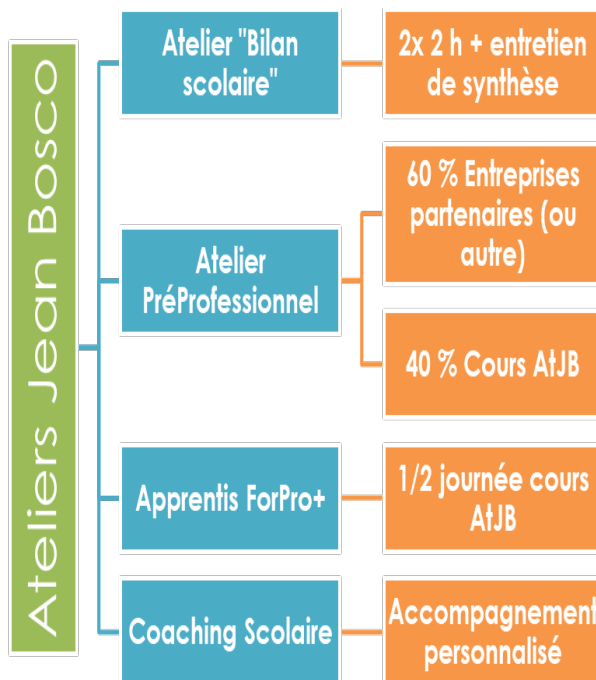 Ateliers Jean Bosco
Atelier "Bilan
scolaire"
2x 2 h + entretien
de synthèse
Atelier
PréProfessionnel
60 % Entreprises
partenaires (ou
autre)
40 % Cours AtJB
Apprentis ForPro+
1/2 journée cours
AtJB
Coaching Scolaire
Accompagnement
personnalisé